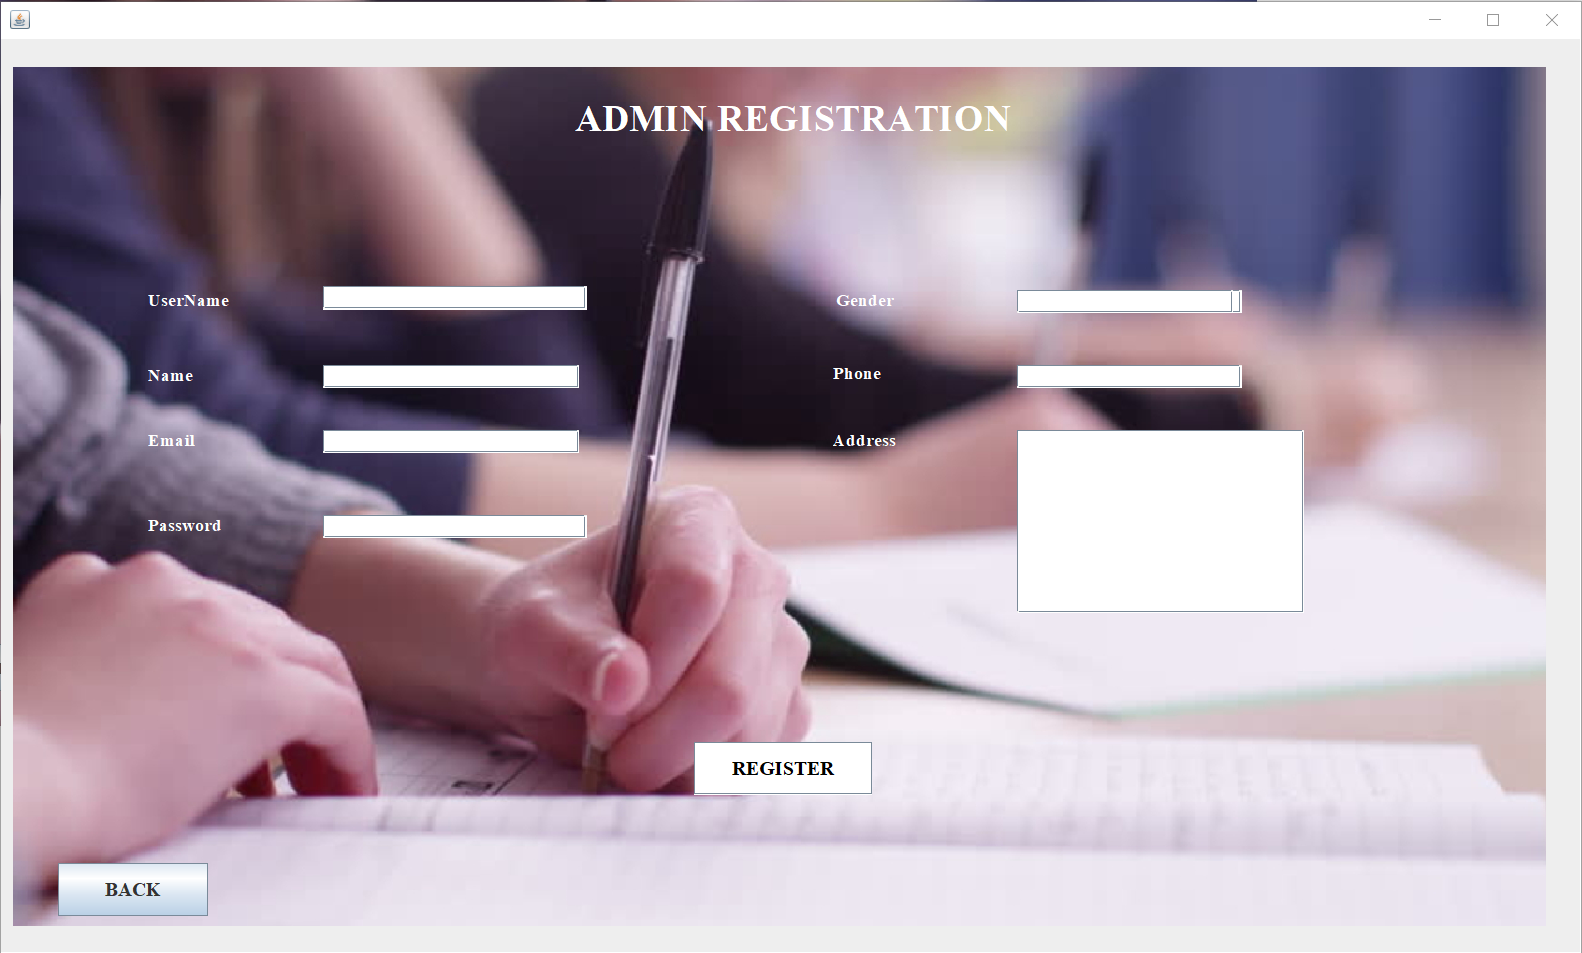 ADMIN REGISTRATION
UserName
Gender
Name
Phone
Email
Address
Password
REGISTER
BACK